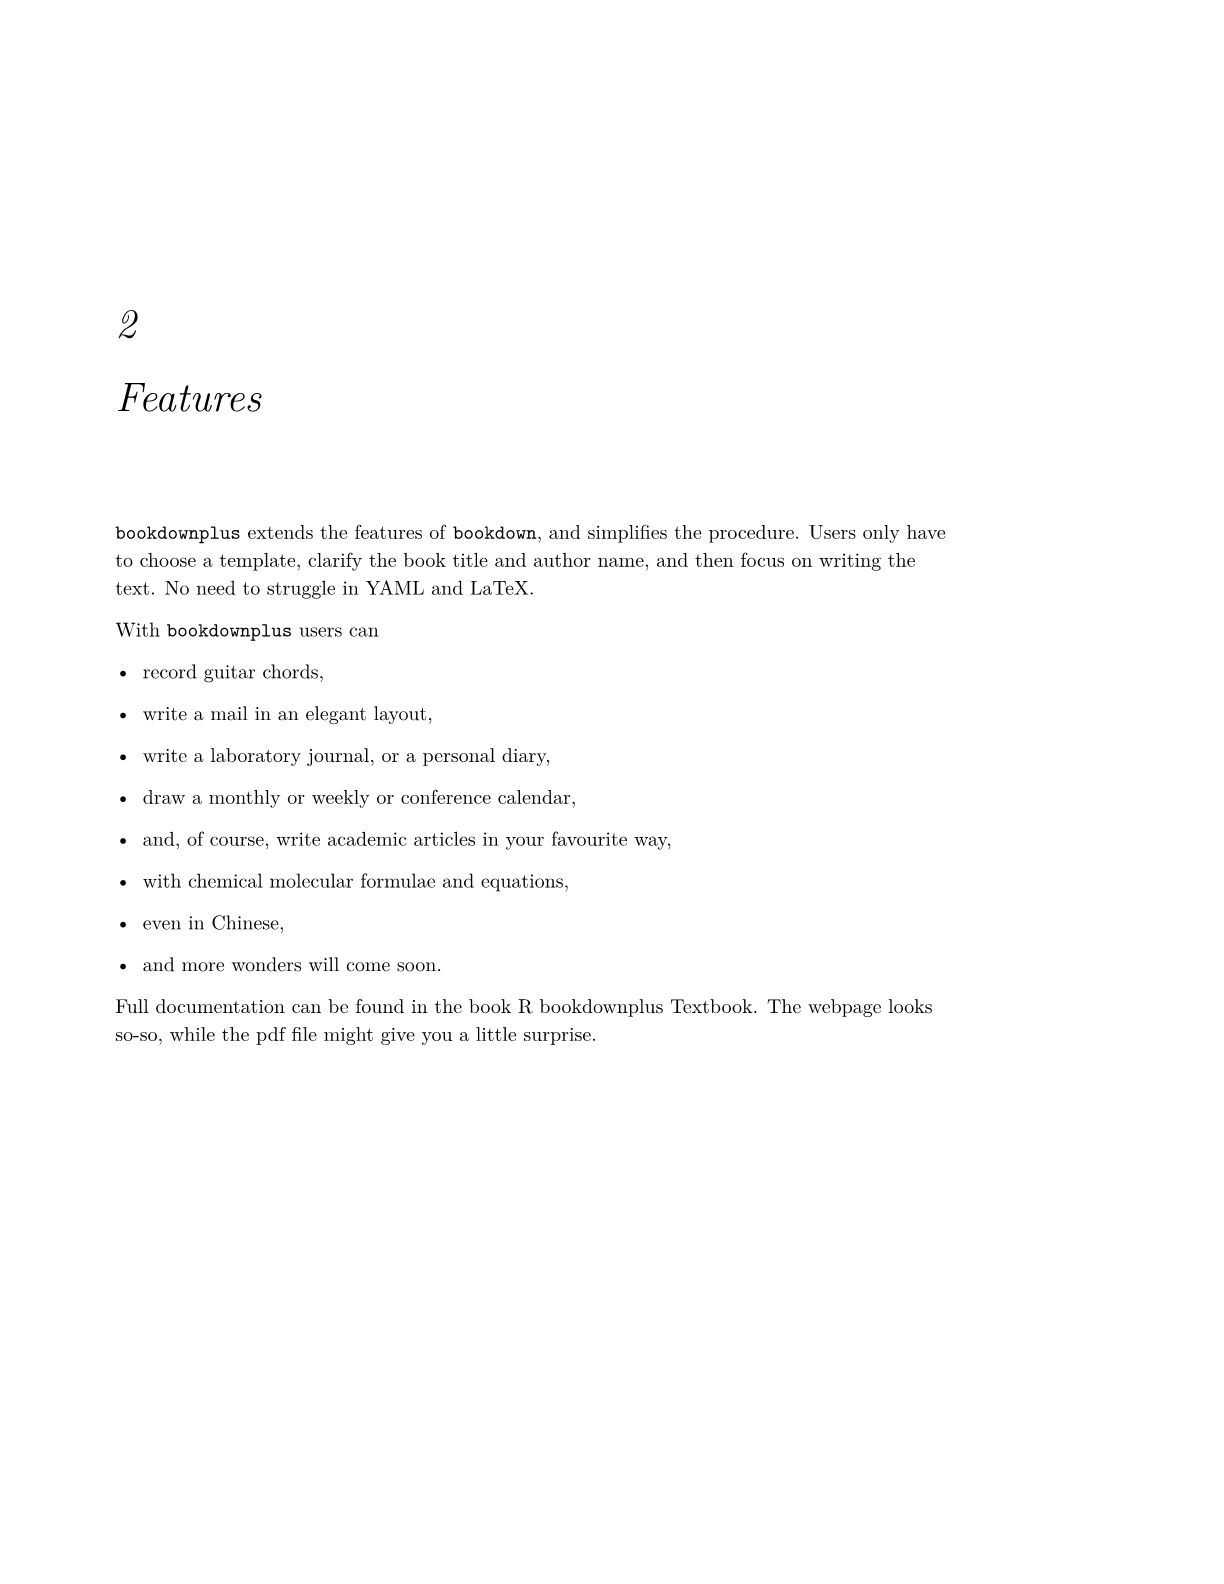 2
Features
bookdownplus extends the features of bookdown, and simplifies the procedure. Users only have
to choose a template, clarify the book title and author name, and then focus on writing the
text. No need to struggle in YAML and LaTeX.
With bookdownplus users can
• record guitar chords,
• write a mail in an elegant layout,
• write a laboratory journal, or a personal diary,
• draw a monthly or weekly or conference calendar,
• and, of course, write academic articles in your favourite way,
• with chemical molecular formulae and equations,
• even in Chinese,
• and more wonders will come soon.
Full documentation can be found in the book R bookdownplus Textbook. The webpage looks
so-so, while the pdf file might give you a little surprise.